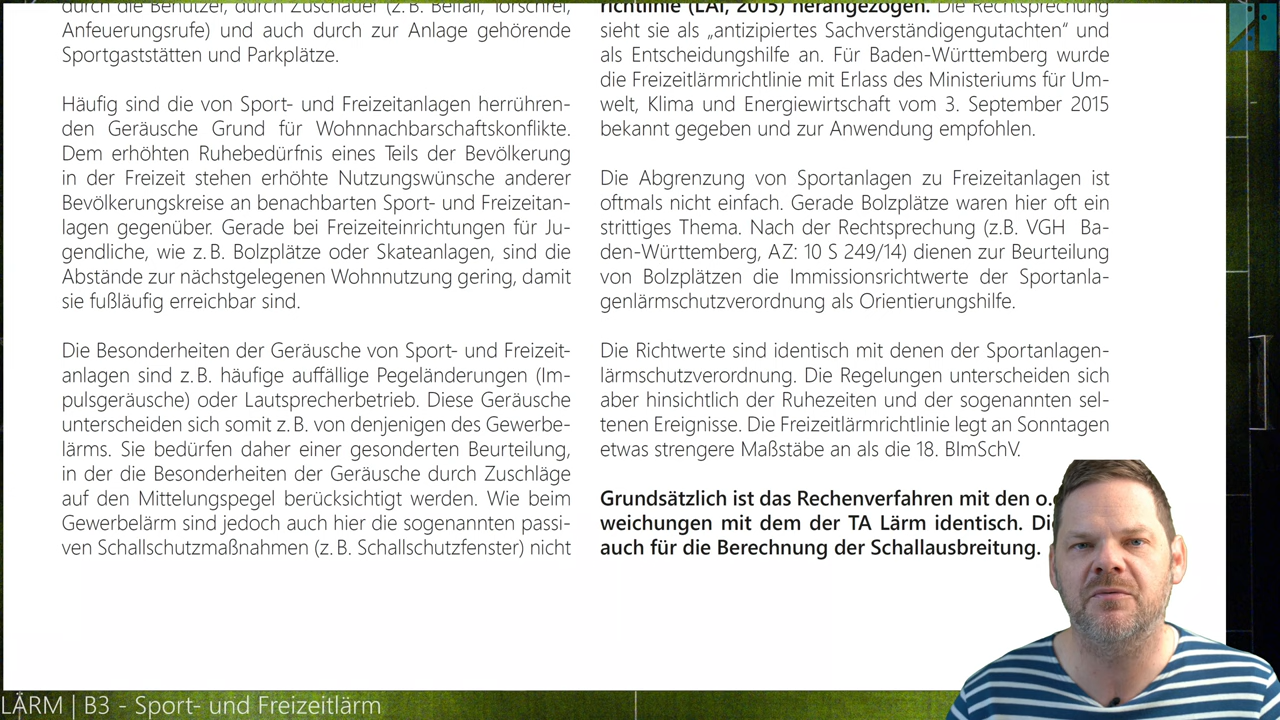 durch die Benutzer, durch Zuschauer (z. B. Beifall, Torschrei,
Anfeuerungsrufe) und auch durch zur Anlage gehörende
Sportgaststätten und Parkplätze.
Häufig sind die von Sport- und Freizeitanlagen herrühren-
den Geräusche Grund für Wohnnachbarschaftskonflikte.
Dem erhöhten Ruhebedürfnis eines Teils der Bevölkerung
in der Freizeit stehen erhöhte Nutzungswünsche anderer
Bevölkerungskreise an benachbarten Sport- und Freizeitan-
lagen gegenüber. Gerade bei Freizeiteinrichtungen für Ju-
gendliche, wie z. B. Bolzplätze oder Skateanlagen, sind die
Abstände zur nächstgelegenen Wohnnutzung gering, damit
sie fußläufig erreichbar sind.
Die Besonderheiten der Geräusche von Sport- und Freizeit-
anlagen sind z. B. häufige auffällige Pegeländerungen (Im-
pulsgeräusche) oder Lautsprecherbetrieb. Diese Geräusche
unterscheiden sich somit z. B. von denjenigen des Gewerbe-
lärms. Sie bedürfen daher einer gesonderten Beurteilung,
in der die Besonderheiten der Geräusche durch Zuschläge
auf den Mittelungspegel berücksichtigt werden. Wie beim
Gewerbelärm sind jedoch auch hier die sogenannten passi-
ven Schallschutzmaßnahmen (z. B. Schallschutzfenster) nicht
richtlinie (LAI, 2015) herangezogen. Die Rechtsprechung
sieht sie als „antizipiertes Sachverständigengutachten“ und
als Entscheidungshilfe an. Für Baden-Württemberg wurde
die Freizeitlärmrichtlinie mit Erlass des Ministeriums für Um-
welt, Klima und Energiewirtschaft vom 3. September 2015
bekannt gegeben und zur Anwendung empfohlen.
Die Abgrenzung von Sportanlagen zu Freizeitanlagen ist
oftmals nicht einfach. Gerade Bolzplätze waren hier oft ein
strittiges Thema. Nach der Rechtsprechung (z.B. VGH Ba-
den-Württemberg, AZ: 10 S 249/14) dienen zur Beurteilung
von Bolzplätzen die Immissionsrichtwerte der Sportanla-
genlärmschutzverordnung als Orientierungshilfe.
Die Richtwerte sind identisch mit denen der Sportanlagen-
lärmschutzverordnung. Die Regelungen unterscheiden sich
aber hinsichtlich der Ruhezeiten und der sogenannten sel-
tenen Ereignisse. Die Freizeitlärmrichtlinie legt an Sonntagen
etwas strengere Maßstäbe an als die 18. BImSchV.
Grundsätzlich ist das Rechenverfahren mit den o.
weichungen mit dem der TA Lärm identisch.
auch für die Berechnung der Schallausbreitung.
LÄRM | B3 - Sport- und Freizeitlärm